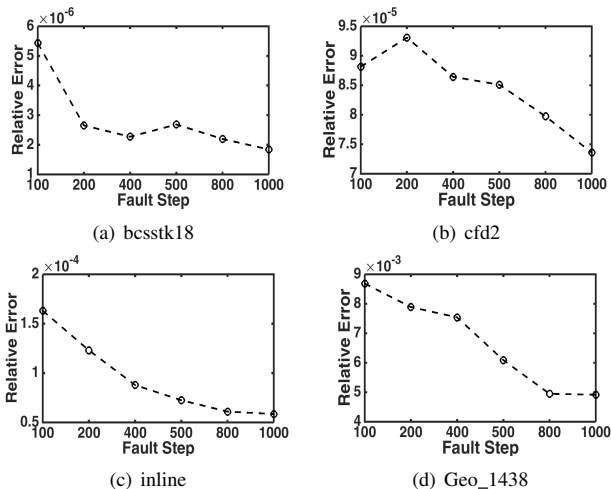 ×10⁻⁶
6
5
4
3
2
1
Relative Error
100 200 400 500 800 1000
Fault Step
(a) bcsstk18
×10⁻⁵
9.5
9
8.5
8
7.5
7
Relative Error
100 200 400 500 800 1000
Fault Step
(b) cfd2
×10⁻⁴
2
1.5
1
0.5
Relative Error
100 200 400 500 800 1000
Fault Step
(c) inline
×10⁻³
9
8
7
6
5
4
Relative Error
100 200 400 500 800 1000
Fault Step
(d) Geo_1438